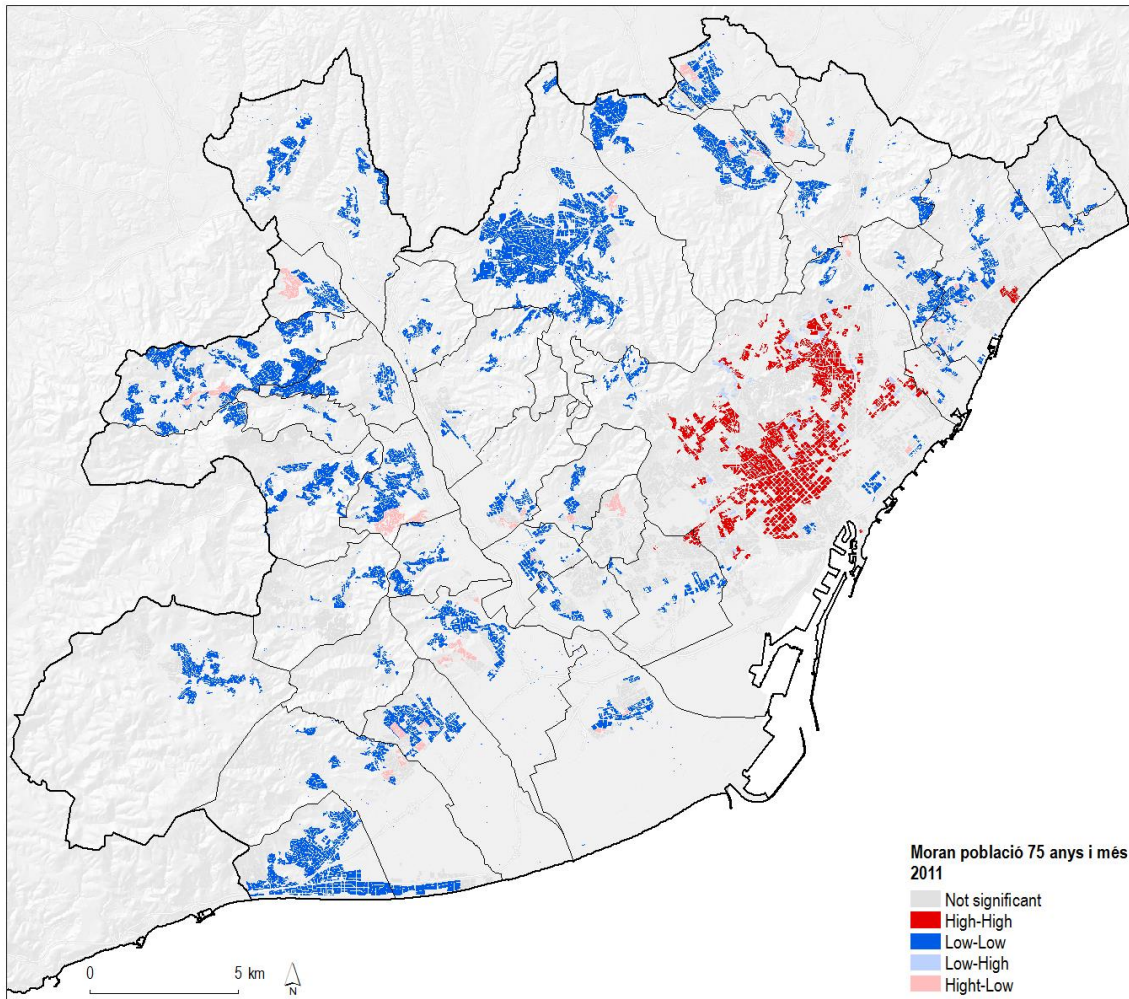 Moran població 75 anys i més
2011
Not significant
High-High
Low-Low
Low-High
Hight-Low
0 5 km
N